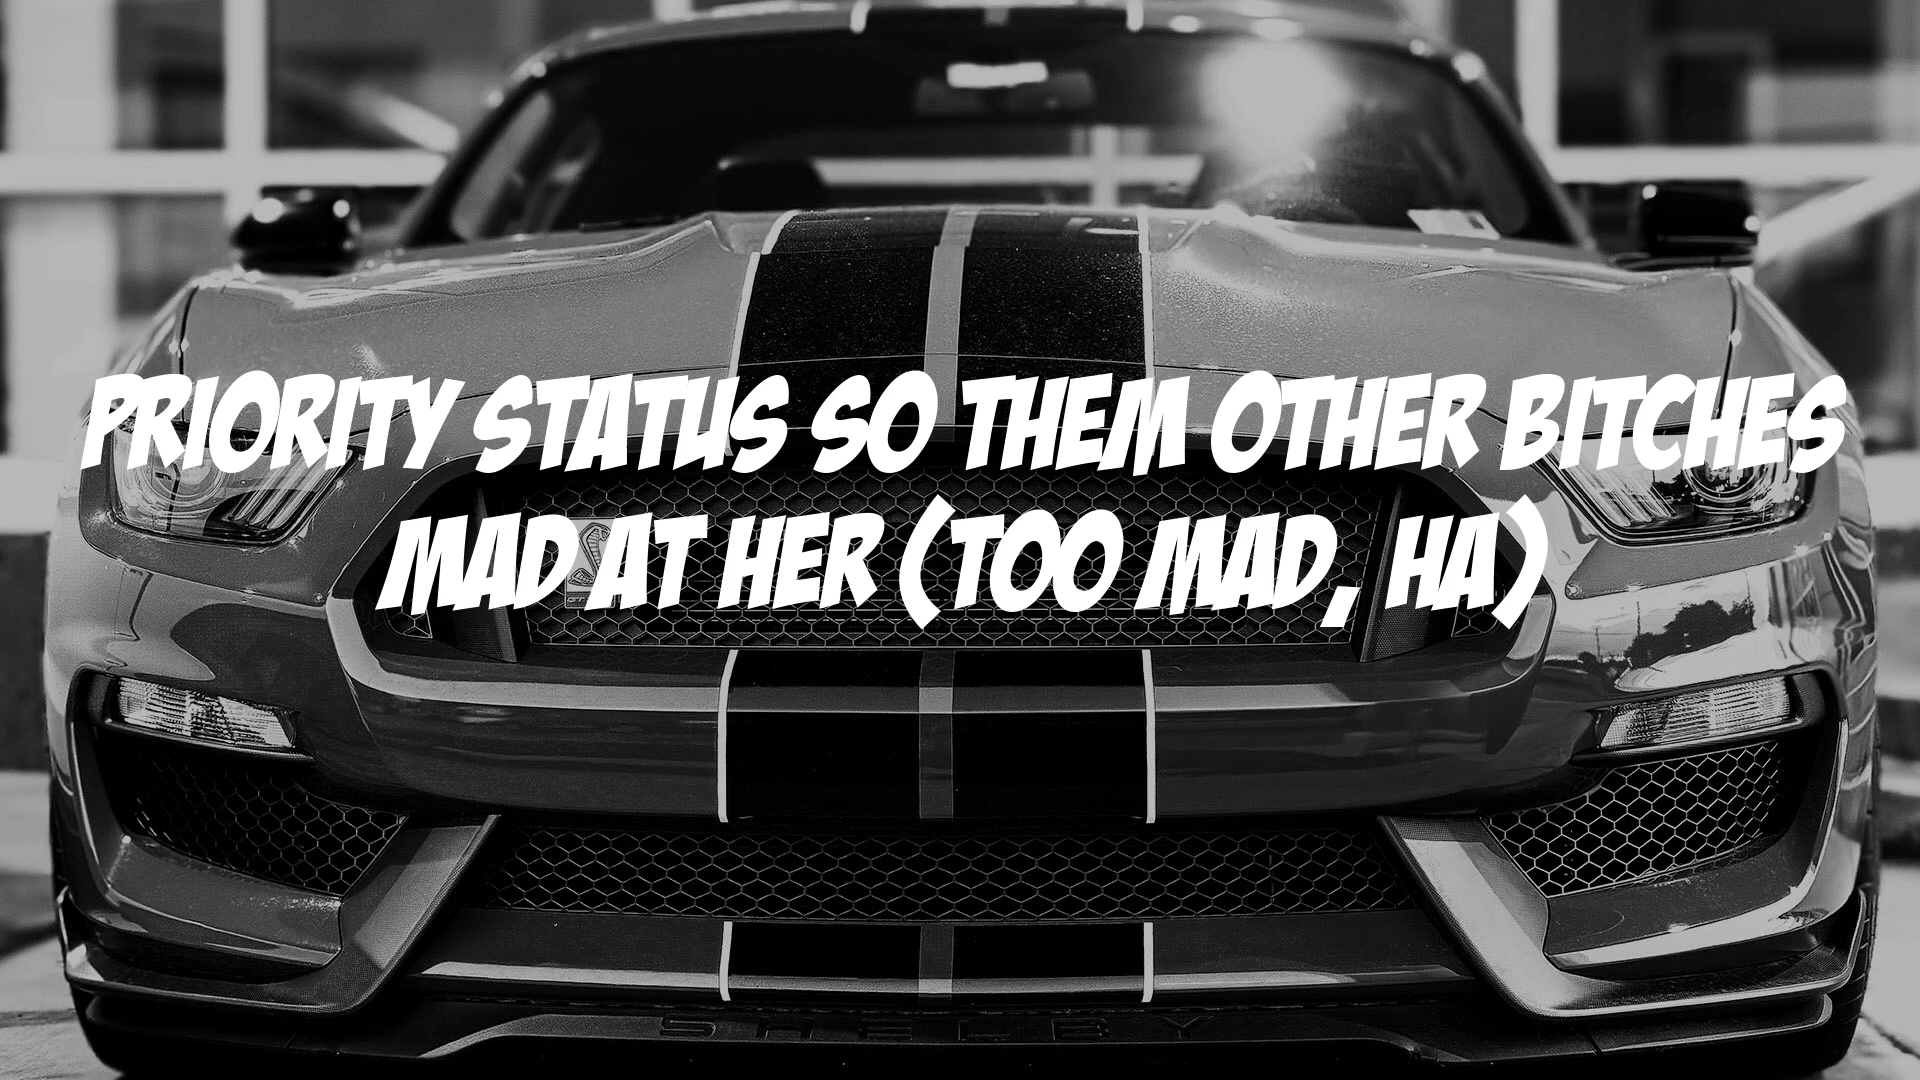 PRIORITY STATUS SO THEM OTHER BITCHES
MAD AT HER (TOO MAD, HA)
SHELBY